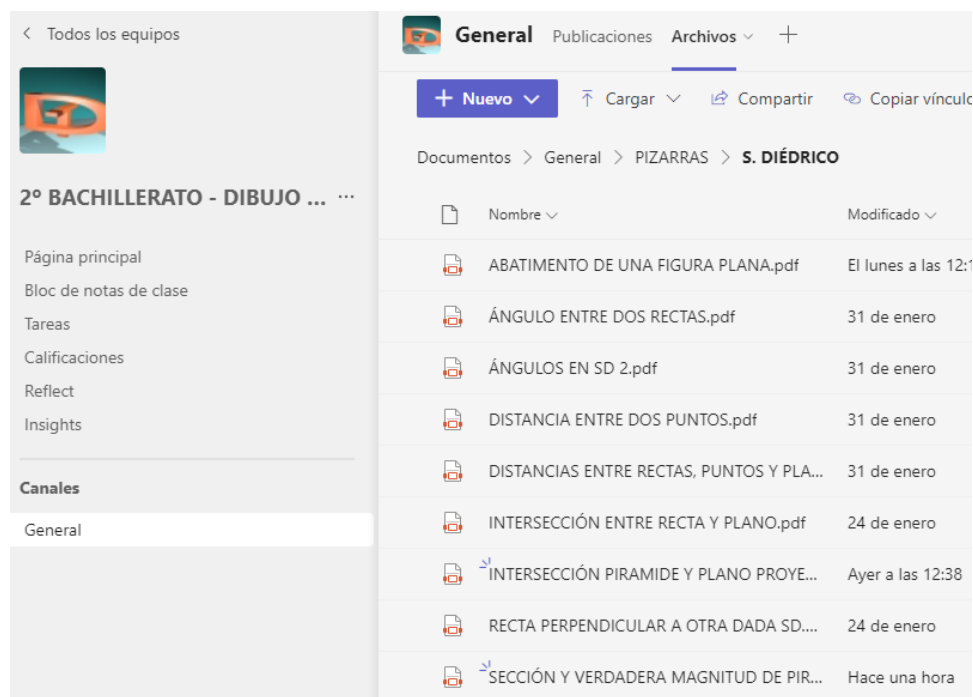 Todos los equipos
2º BACHILLERATO - DIBUJO ... ...
Página principal
Bloc de notas de clase
Tareas
Calificaciones
Reflect
Insights
Canales
General
General Publicaciones Archivos
Nuevo Cargar Compartir Copiar vínculo
Documentos > General > PIZARRAS > S. DIÉDRICO
Nombre Modificado
ABATIMENTO DE UNA FIGURA PLANA.pdf El lunes a las 12:1
ÁNGULO ENTRE DOS RECTAS.pdf 31 de enero
ÁNGULOS EN SD 2.pdf 31 de enero
DISTANCIA ENTRE DOS PUNTOS.pdf 31 de enero
DISTANCIAS ENTRE RECTAS, PUNTOS Y PLA... 31 de enero
INTERSECCIÓN ENTRE RECTA Y PLANO.pdf 24 de enero
INTERSECCIÓN PIRAMIDE Y PLANO PROYE... Ayer a las 12:38
RECTA PERPENDICULAR A OTRA DADA SD.... 24 de enero
SECCIÓN Y VERDADERA MAGNITUD DE PIR... Hace una hora